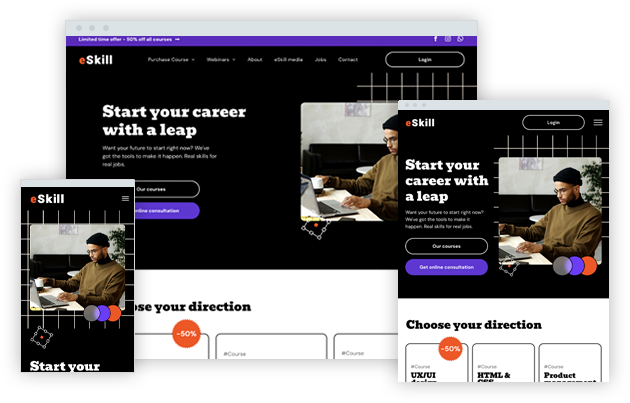 Limited time offer - 50% off all courses
eSkill
Purchase Course
Webinars
About
eSkill media
Jobs
Contact
Login
Start your career
with a leap
Want your future to start right now? We've
got the tools to make it happen. Real skills for
real jobs.
Our courses
online consultation
ose your direction
-50%
#Course
#Course
eSkill
Login
Start your
career with
a leap
Want your future to start right
now? We've got the tools to make it
happen. Real skills for real jobs.
Our courses
Get online consultation
Choose your direction
-50%
#Course
UX/UI
design
#Course
HTML &
CSS
#Course
Product
management
eSkill
Start your